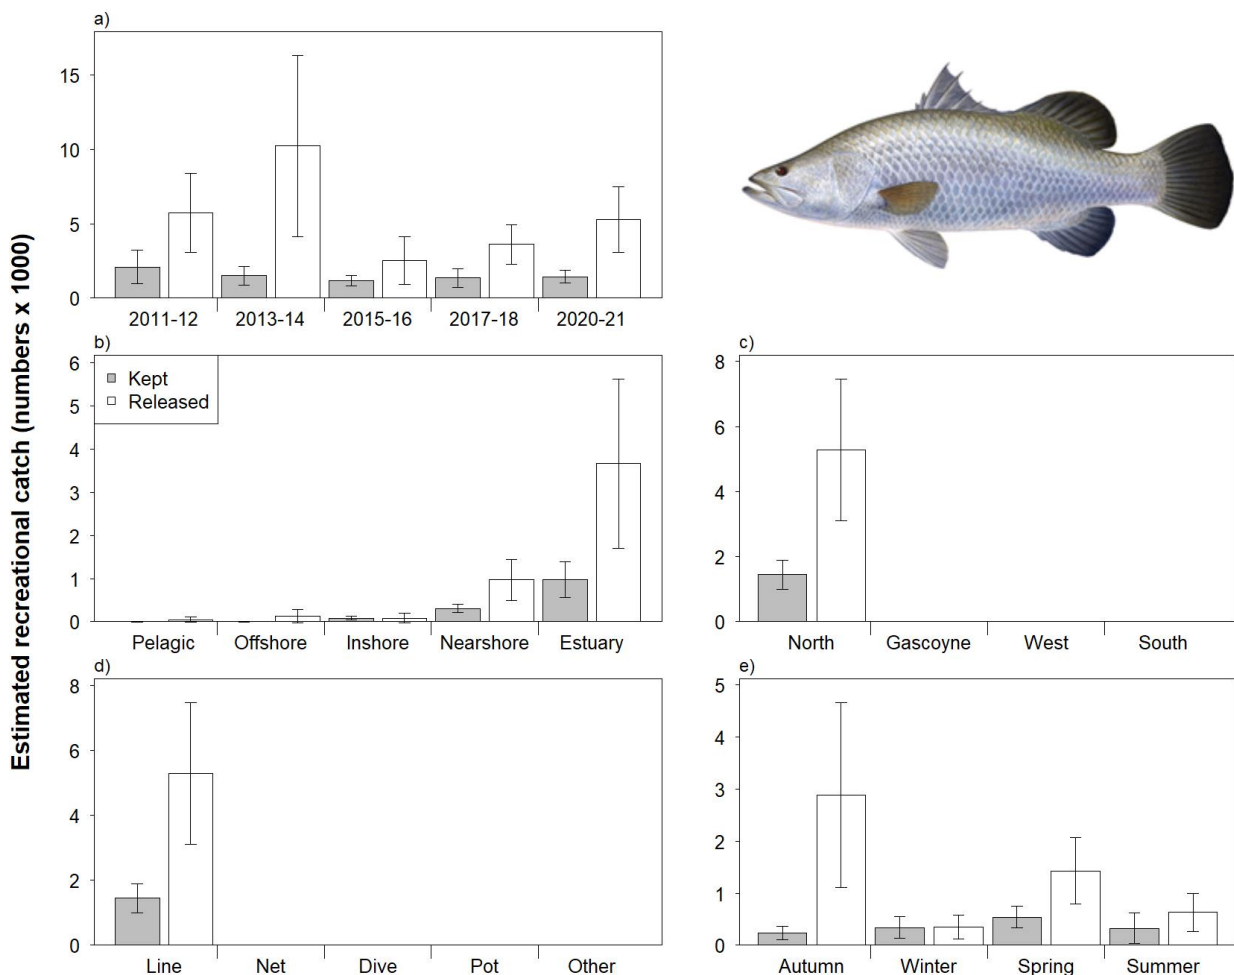 a)
15
10
5
0
2011-12 2013-14 2015-16 2017-18 2020-21
Estimated recreational catch (numbers x 1000)
b)
Kept
Released
6
5
4
3
2
1
0
Pelagic Offshore Inshore Nearshore Estuary
c)
8
6
4
2
0
North Gascoyne West South
d)
8
6
4
2
0
Line Net Dive Pot Other
e)
5
4
3
2
1
0
Autumn Winter Spring Summer